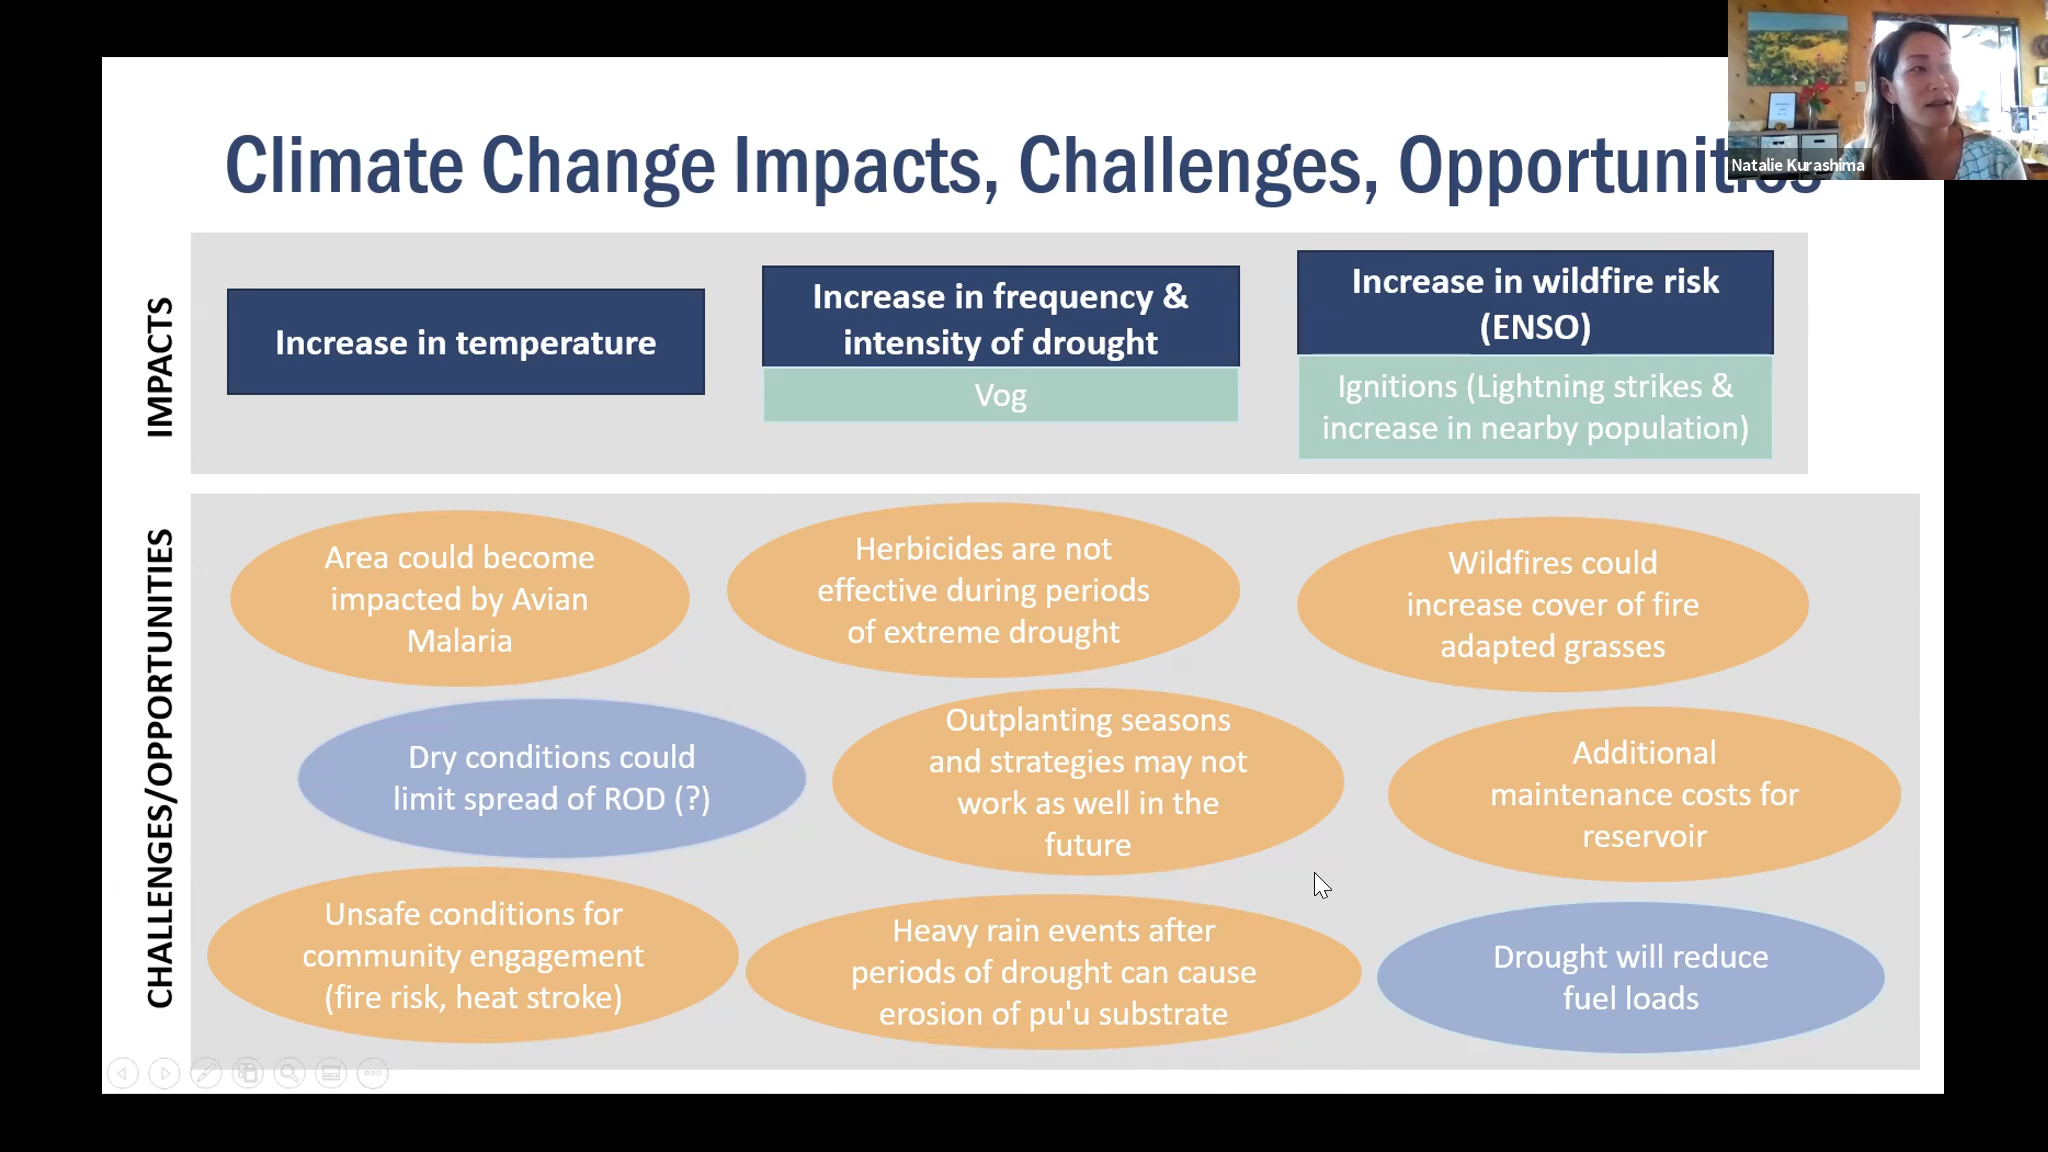 Climate Change Impacts, Challenges, Opportunities
Natalie Kurashima
IMPACTS
Increase in temperature
Increase in frequency &
intensity of drought
Vog
Increase in wildfire risk
(ENSO)
Ignitions (Lightning strikes &
increase in nearby population)
CHALLENGES/OPPORTUNITIES
Area could become
impacted by Avian
Malaria
Herbicides are not
effective during periods
of extreme drought
Wildfires could
increase cover of fire
adapted grasses
Dry conditions could
limit spread of ROD (?)
Outplanting seasons
and strategies may not
work as well in the
future
Additional
maintenance costs for
reservoir
Unsafe conditions for
community engagement
(fire risk, heat stroke)
Heavy rain events after
periods of drought can cause
erosion of pu'u substrate
Drought will reduce
fuel loads